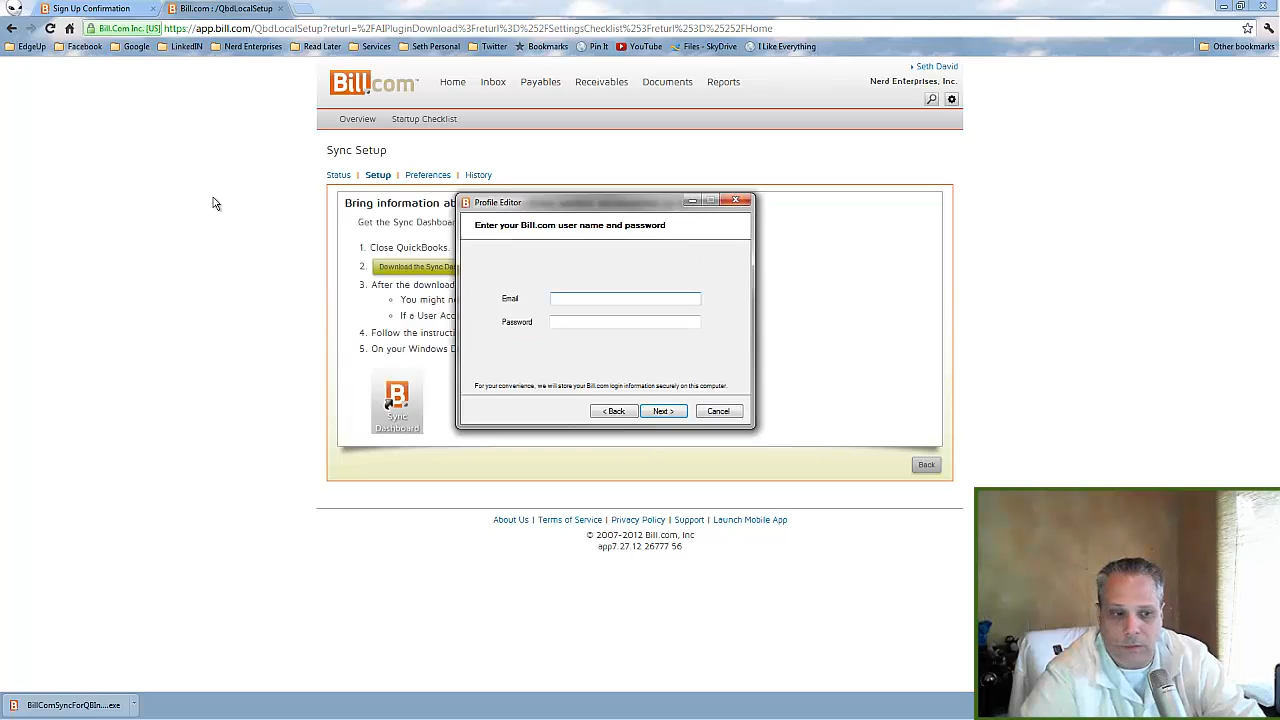 Sign Up Confirmation
Bill.com : /QbdLocalSetup
Bill.Com Inc. [US]
https://app.bill.com/QbdLocalSetup?returl=%2FAIPluginDownload%3Freturl%3D%252FSettingsChecklist%253Freturl%253D%25252FHome
EdgeUp
Facebook
Google
LinkedIN
Nerd Enterprises
Read Later
Services
Seth Personal
Twitter
Bookmarks
Pin It
YouTube
Files - SkyDrive
I Like Everything
Other bookmarks
Seth David
Bill.com
Home
Inbox
Payables
Receivables
Documents
Reports
Nerd Enterprises, Inc.
Overview
Startup Checklist
Sync Setup
Status | Setup | Preferences | History
Bring information
Get the Sync
1. Close QuickBooks.
2. Download the Sync
3. After the download
You might
If a User
4. Follow the
5. On your Windows
Sync
Dashboard
Profile Editor
Enter your Bill.com user name and password
Email
Password
For your convenience, we will store your Bill.com login information securely on this computer.
< Back
Next >
Cancel
Back
About Us | Terms of Service | Privacy Policy | Support | Launch Mobile App
© 2007-2012 Bill.com, Inc
app7.27.12 26777 56
BillComSyncForQBIn....exe